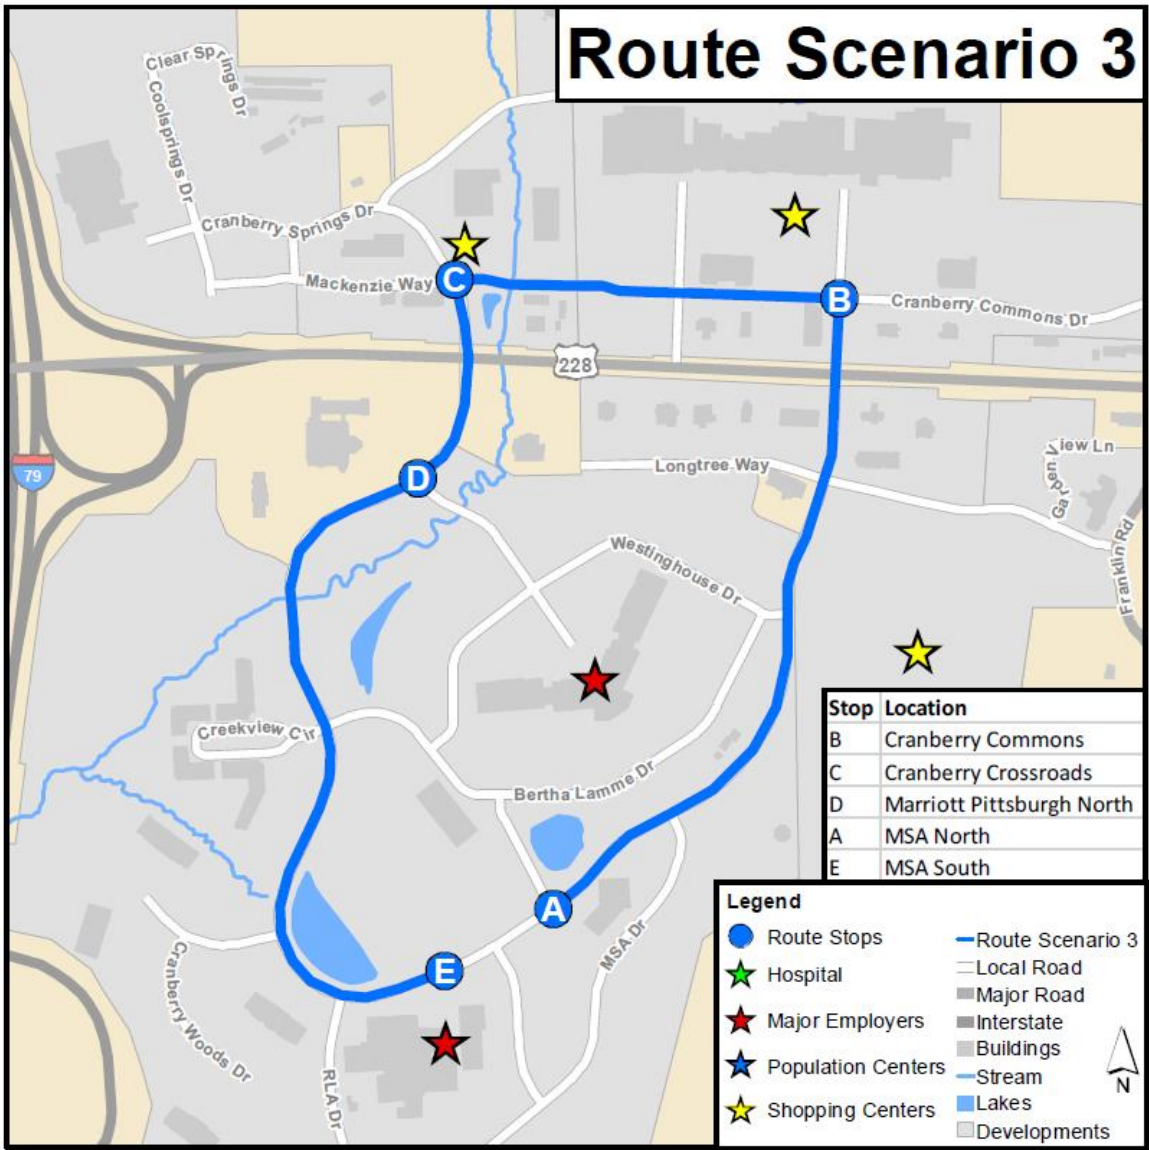 Route Scenario 3
Clear Springs Dr
Coolsprings Dr
Cranberry Springs Dr
Mackenzie Way
C
B
Cranberry Commons Dr
228
79
D
Longtree Way
Garden View Ln
Franklin Rd
Westinghouse Dr
Creekview Cir
Bertha Lamme Dr
A
E
MSA Dr
Cranberry Woods Dr
RLA Dr
Stop Location
B Cranberry Commons
C Cranberry Crossroads
D Marriott Pittsburgh North
A MSA North
E MSA South
Legend
Route Stops
Hospital
Major Employers
Population Centers
Shopping Centers
Route Scenario 3
Local Road
Major Road
Interstate
Buildings
Stream
Lakes
Developments
N